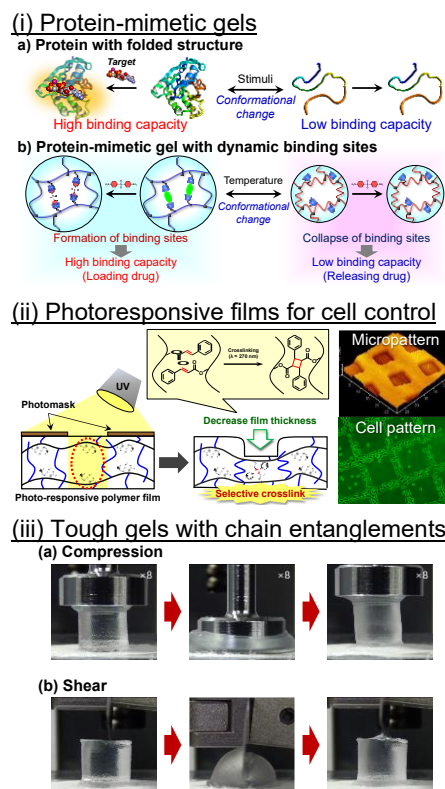 (i) Protein-mimetic gels
a) Protein with folded structure
Target
Stimuli
Conformational
change
High binding capacity
Low binding capacity
b) Protein-mimetic gel with dynamic binding sites
Temperature
Conformational
change
Formation of binding sites
Collapse of binding sites
High binding capacity
(Loading drug)
Low binding capacity
(Releasing drug)
(ii) Photoresponsive films for cell control
Crosslinking
(λ = 270 nm)
Micropattern
UV
Photomask
Decrease film thickness
Cell pattern
Photo-responsive polymer film
Selective crosslink
(iii) Tough gels with chain entanglements
(a) Compression
×8
×8
×8
(b) Shear